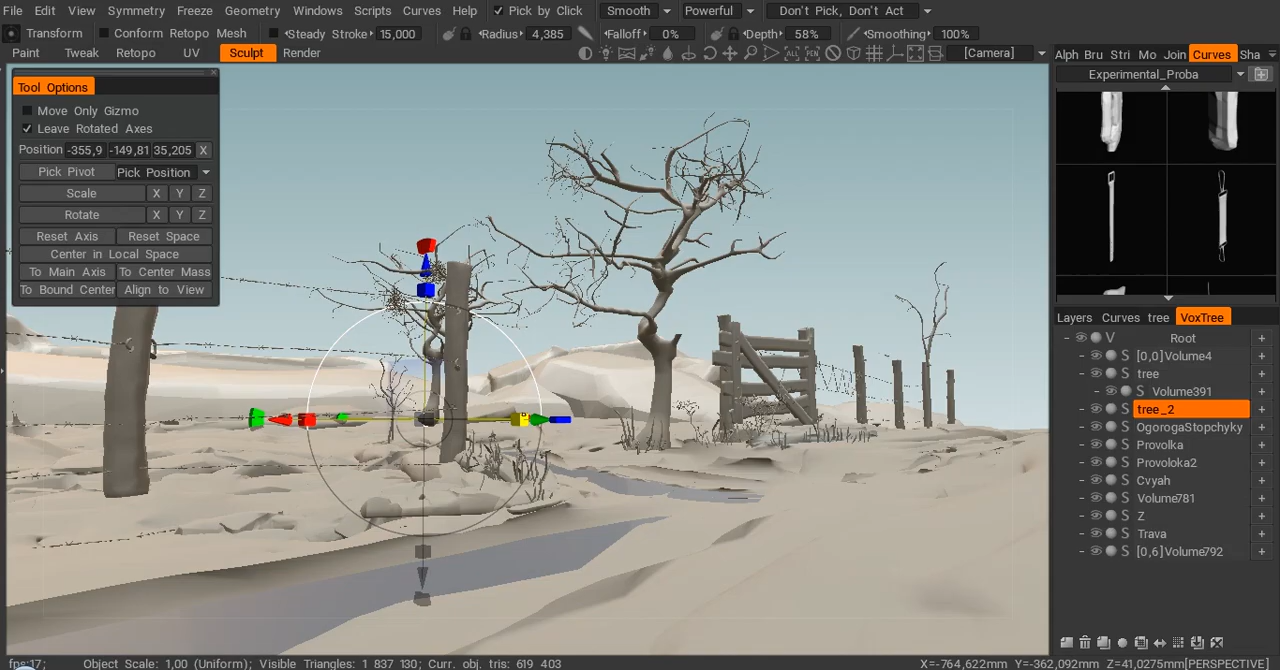 File Edit View Symmetry Freeze Geometry Windows Scripts Curves Help Pick by Click Smooth Powerful Don't Pick, Don't Act
Transform Conform Retopo Mesh Steady Stroke 15,000 Radius 4,385 Falloff 0% Depth 58% Smoothing 100%
Paint Tweak Retopo UV Sculpt Render [Camera] Alph Bru Stri Mo Join Curves Sha
Experimental_Proba
Tool Options
Move Only Gizmo
Leave Rotated Axes
Position -355,9 -149,81 35,205 X
Pick Pivot Pick Position
Scale X Y Z
Rotate X Y Z
Reset Axis Reset Space
Center in Local Space
To Main Axis To Center Mass
To Bound Center Align to View
Layers Curves tree VoxTree
V Root +
S [0,0]Volume4 +
S tree +
S Volume391 +
S tree_2 +
S OgorogaStopchyky +
S Provolka +
S Provoloka2 +
S Cvyah +
S Volume781 +
S Z +
S Trava +
S [0,6]Volume792 +
fps:17; Object Scale: 1,00 (Uniform); Visible Triangles: 1 837 130; Curr. obj. tris: 619 403 X=-764,622mm Y=-362,092mm Z=41,0275mm[PERSPECTIVE]